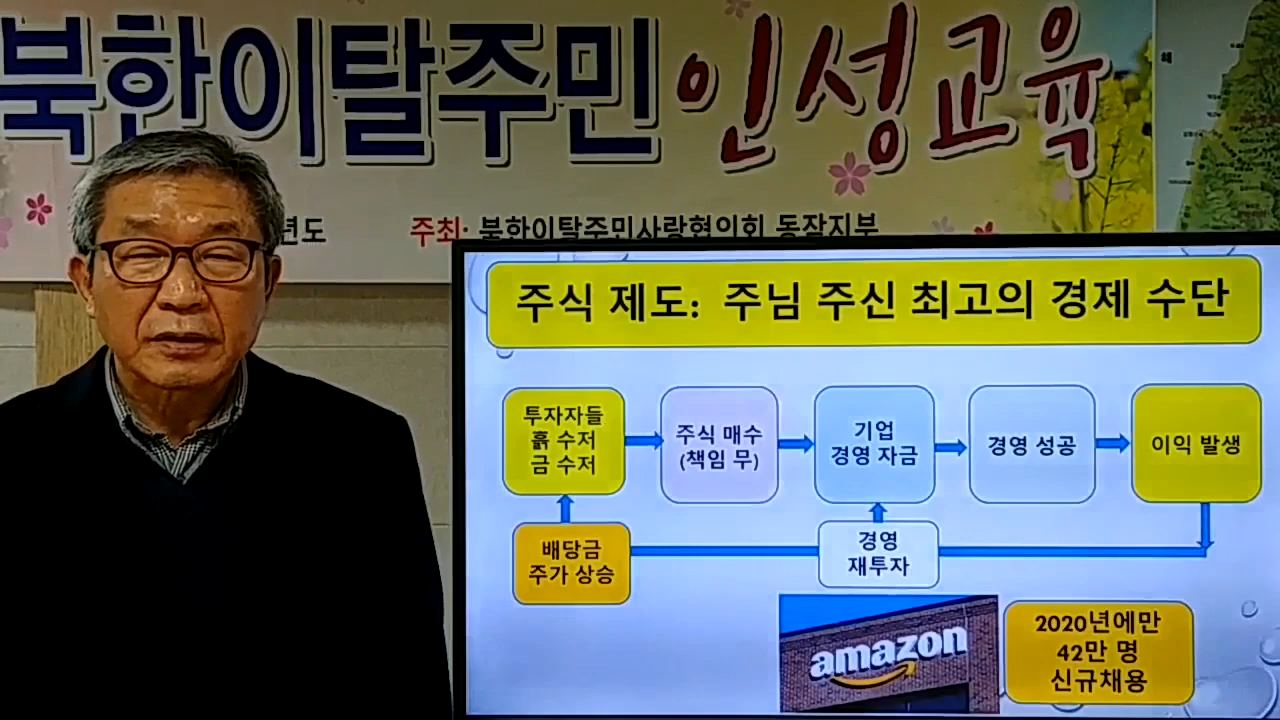 북한이탈주민 인성교육
년도 주최: 북한이탈주민사랑협의회 동작지부
주식 제도: 주님 주신 최고의 경제 수단
투자자들
흙 수저
금 수저
주식 매수
(책임 무)
기업
경영 자금
경영 성공
이익 발생
배당금
주가 상승
경영
재투자
amazon
2020년에만
42만 명
신규채용